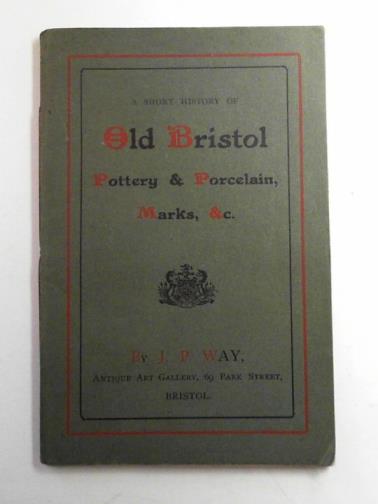 A SHORT HISTORY OF
Old Bristol
Pottery & Porcelain,
Marks, &c.
By J. P. WAY,
ANTIQUE ART GALLERY, 69 PARK STREET,
BRISTOL.